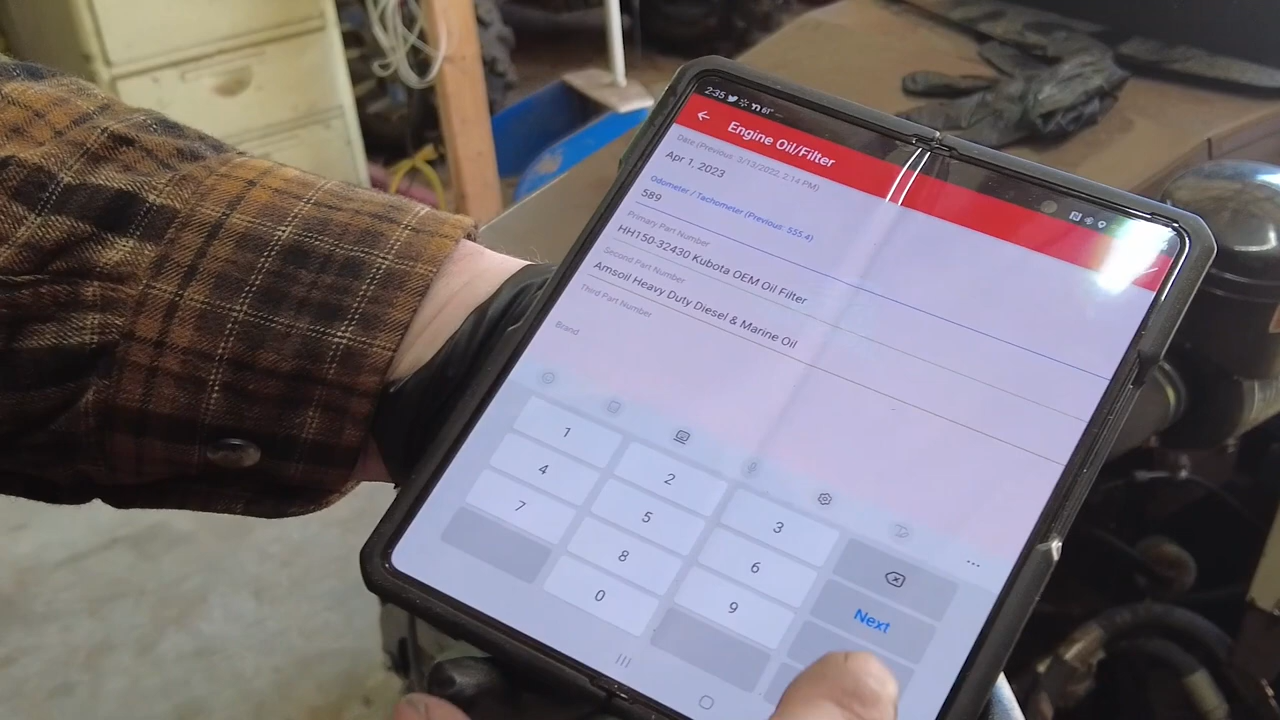 2:35 61°
Engine Oil/Filter
Date (Previous: 3/13/2022, 2:14 PM)
Apr 1, 2023
Odometer / Tachometer (Previous: 555.4)
589
Primary Part Number
HH150-32430 Kubota OEM Oil Filter
Second Part Number
Amsoil Heavy Duty Diesel & Marine Oil
Third Part Number
Brand
1 2 3
4 5 6
7 8 9
0
Next